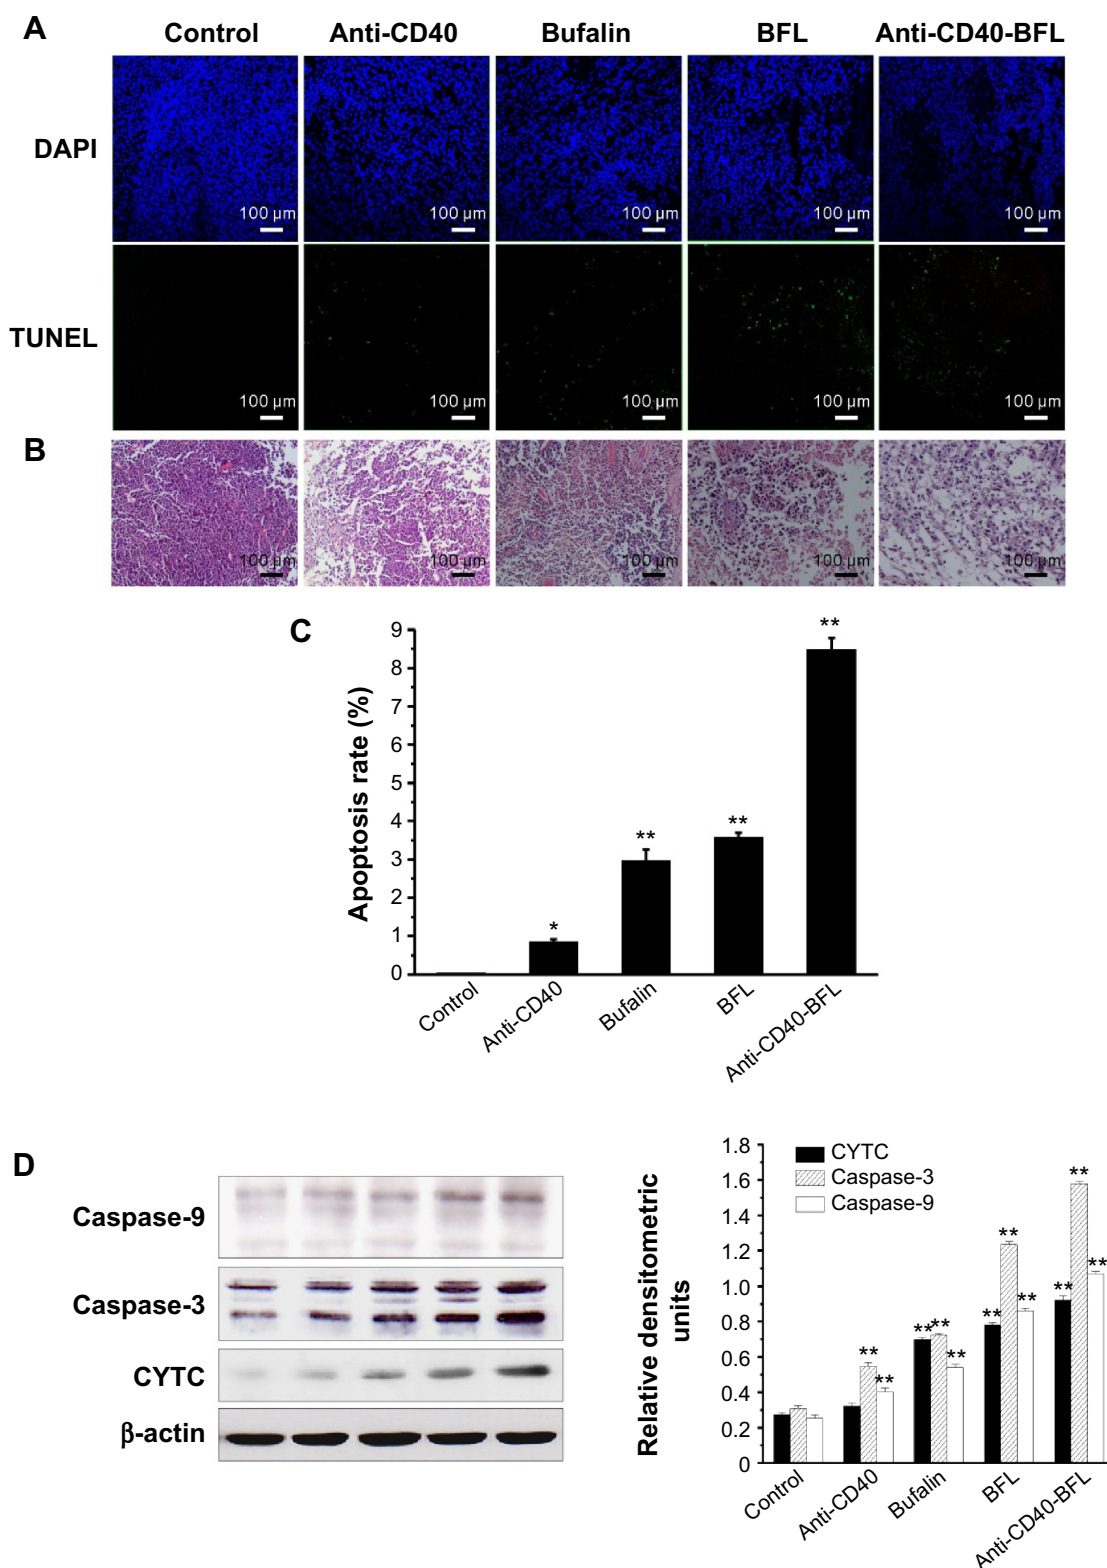 A
Control Anti-CD40 Bufalin BFL Anti-CD40-BFL
DAPI
100 µm 100 µm 100 µm 100 µm 100 µm
TUNEL
100 µm 100 µm 100 µm 100 µm 100 µm
B
100 µm 100 µm 100 µm 100 µm 100 µm
C
Apoptosis rate (%)
9
8
7
6
5
4
3
2
1
0
* ** ** **
Control Anti-CD40 Bufalin BFL Anti-CD40-BFL
D
Caspase-9
Caspase-3
CYTC
β-actin
Relative densitometric
units
1.8
1.6
1.4
1.2
1.0
0.8
0.6
0.4
0.2
0
CYTC
Caspase-3
Caspase-9
** ** ** ** ** ** ** ** ** ** **
Control Anti-CD40 Bufalin BFL Anti-CD40-BFL